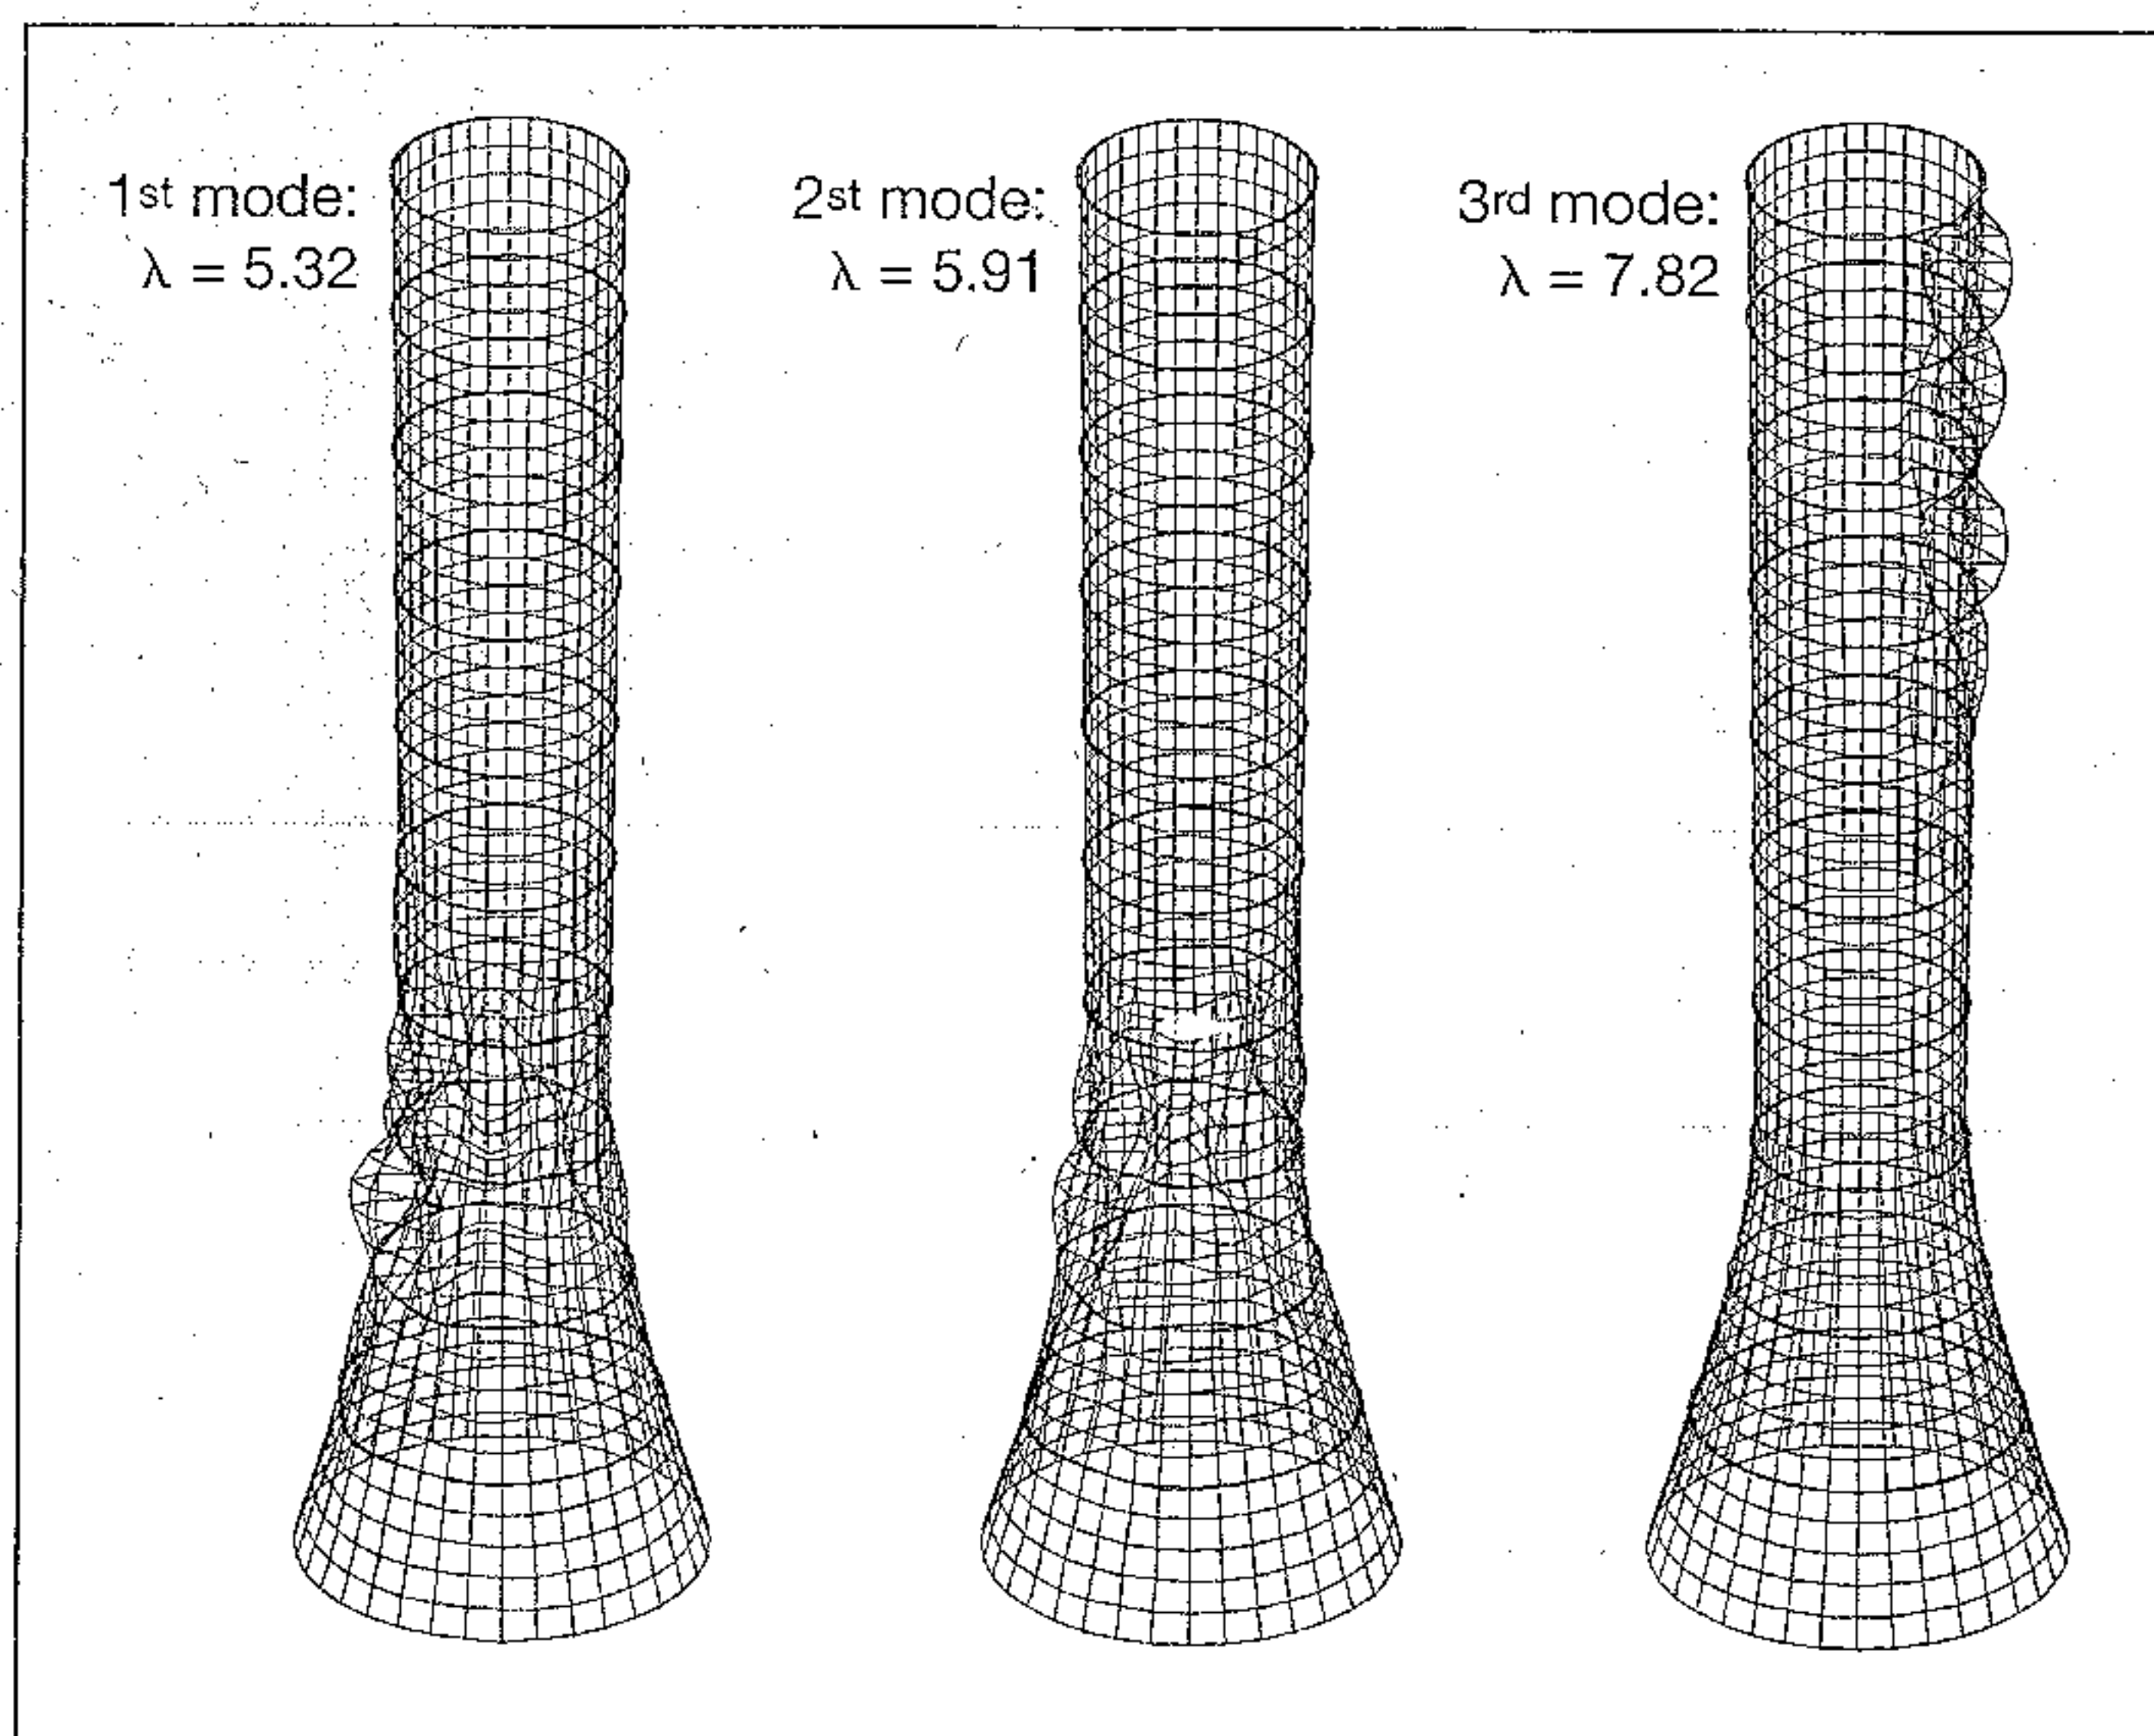 1st mode:
λ = 5.32
2st mode:
λ = 5.91
3rd mode:
λ = 7.82